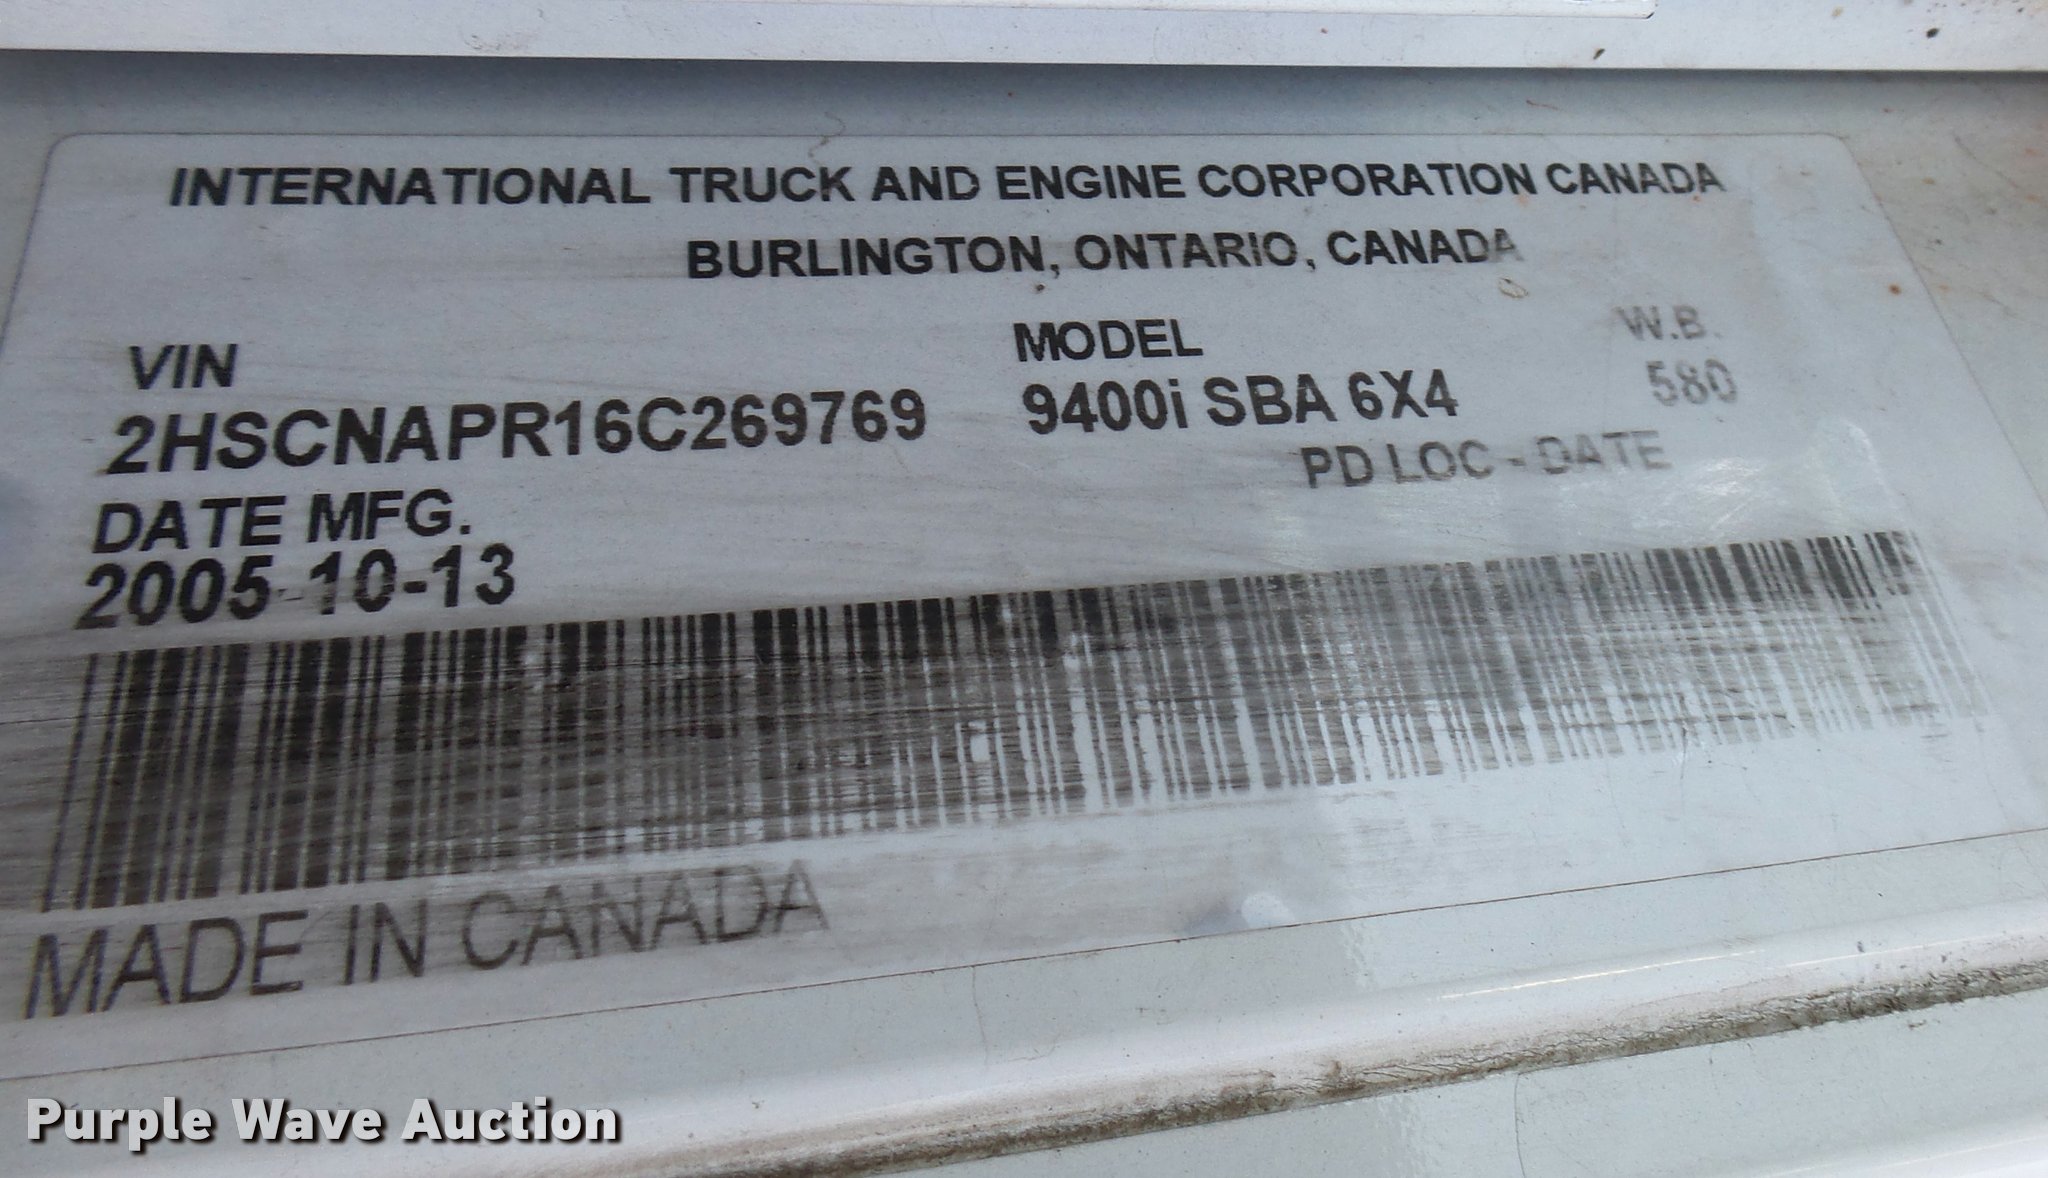 INTERNATIONAL TRUCK AND ENGINE CORPORATION CANADA
BURLINGTON, ONTARIO, CANADA
VIN MODEL W.B.
2HSCNAPR16C269769 9400i SBA 6X4 580
DATE MFG. PD LOC - DATE
2005-10-13
MADE IN CANADA
Purple Wave Auction